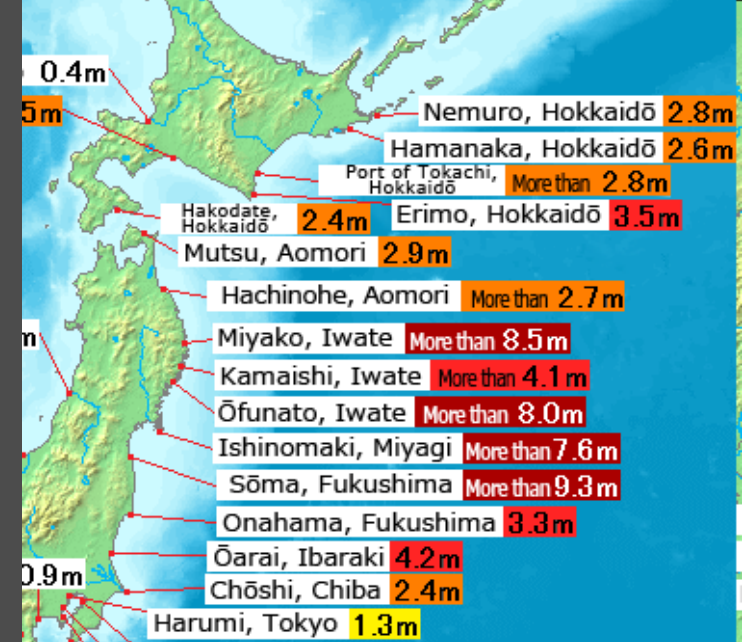 0.4m
5m
Nemuro, Hokkaidō 2.8m
Hamanaka, Hokkaidō 2.6m
Port of Tokachi,
Hokkaidō More than 2.8m
Erimo, Hokkaidō 3.5m
Hakodate,
Hokkaidō 2.4m
Mutsu, Aomori 2.9m
Hachinohe, Aomori More than 2.7m
m
Miyako, Iwate More than 8.5m
Kamaishi, Iwate More than 4.1m
Ōfunato, Iwate More than 8.0m
Ishinomaki, Miyagi More than 7.6m
Sōma, Fukushima More than 9.3m
Onahama, Fukushima 3.3m
Ōarai, Ibaraki 4.2m
0.9m
Chōshi, Chiba 2.4m
Harumi, Tokyo 1.3m